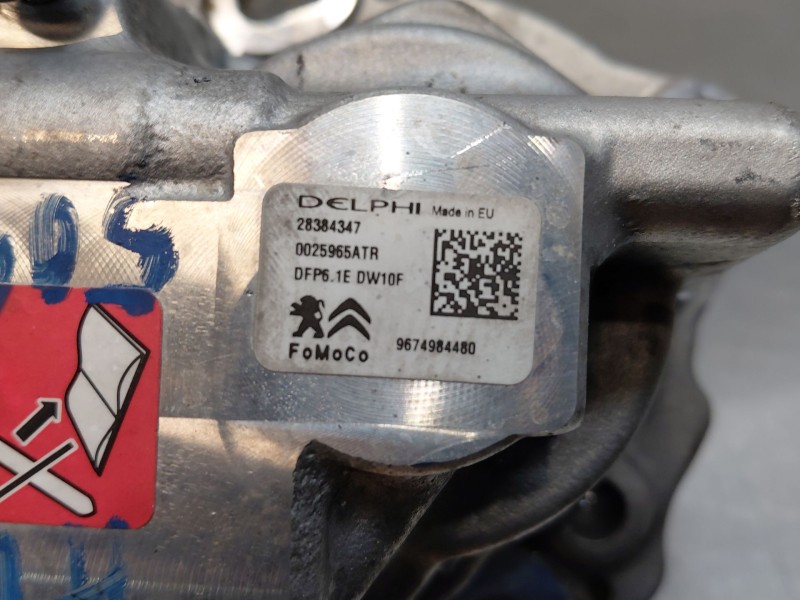 DELPHI Made in EU
28384347
0025965ATR
DFP6.1E DW10F
FoMoCo 9674984480